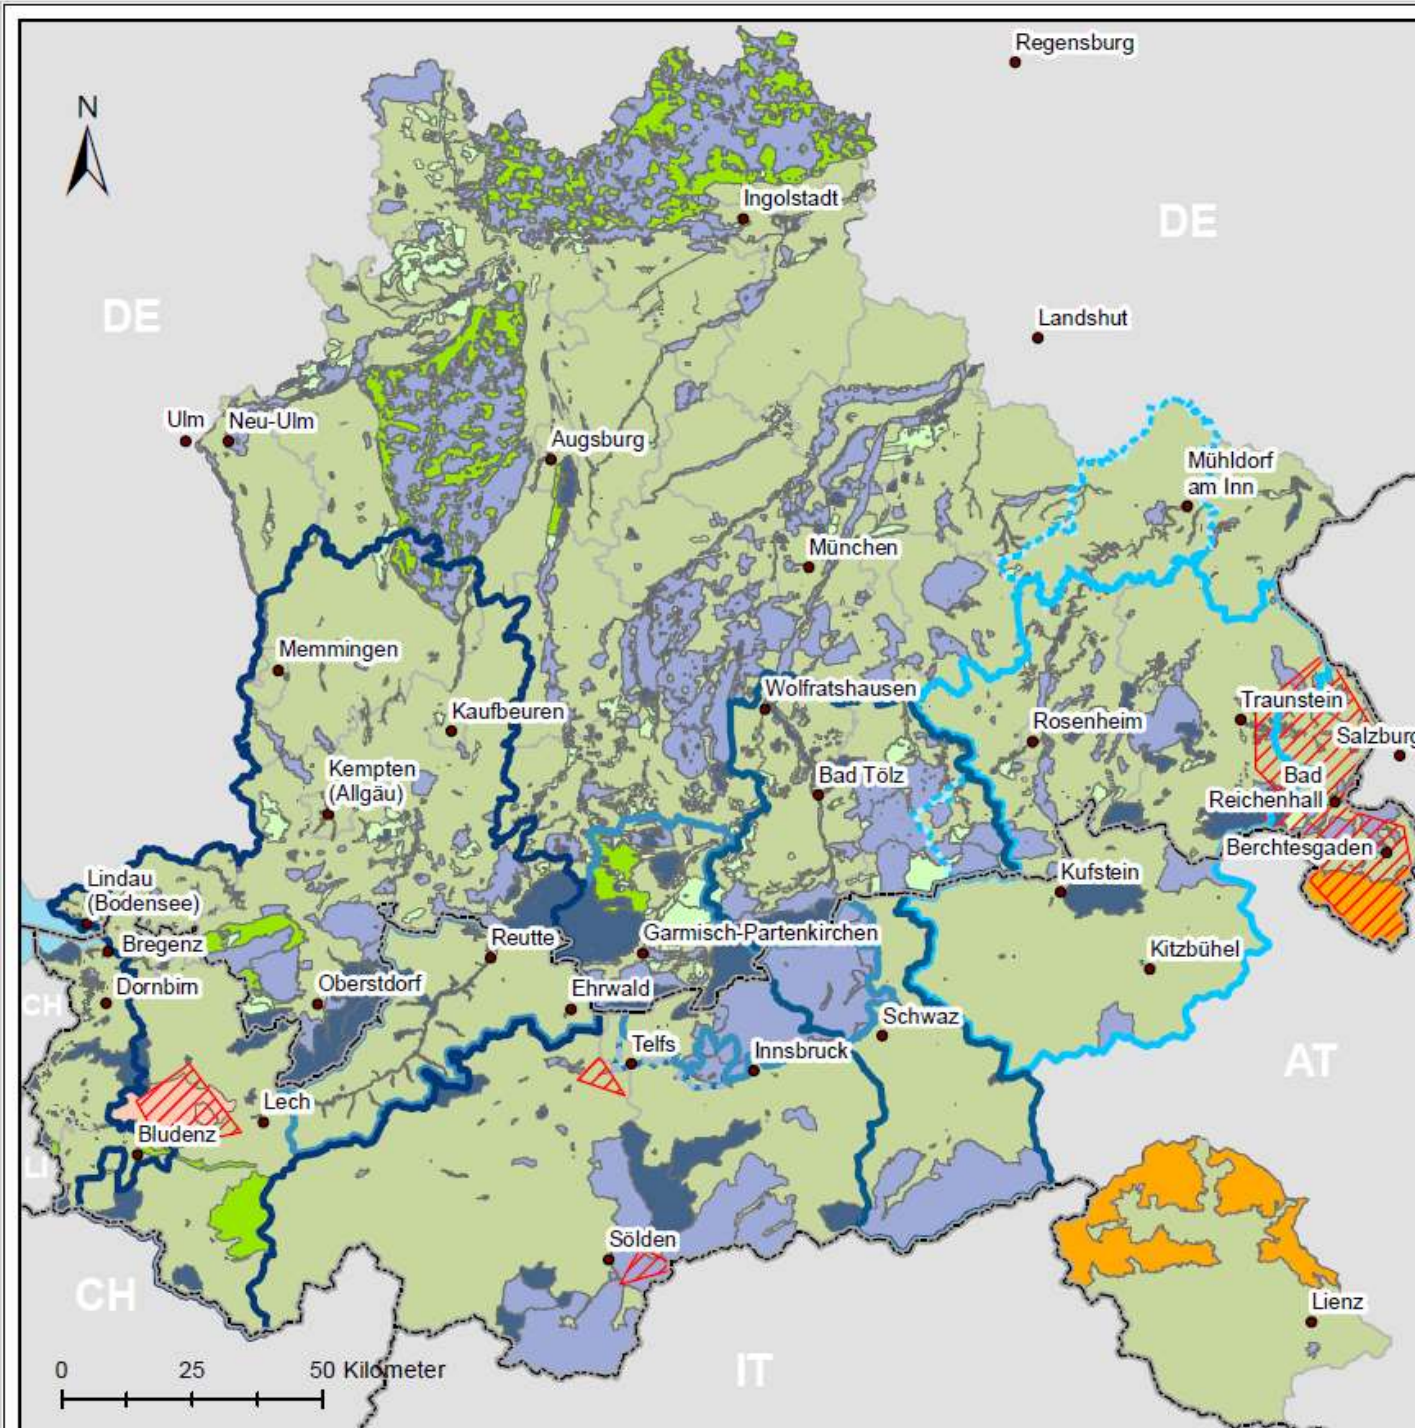 Regensburg
N
Ingolstadt
DE
DE
Landshut
Ulm
Neu-Ulm
Augsburg
Mühldorf
am Inn
München
Memmingen
Wolfratshausen
Kaufbeuren
Rosenheim
Traunstein
Salzburg
Kempten
(Allgäu)
Bad Tölz
Bad
Reichenhall
Berchtesgaden
Lindau
(Bodensee)
Kufstein
Bregenz
Reutte
Garmisch-Partenkirchen
Kitzbühel
Dornbirn
Oberstdorf
Ehrwald
CH
Schwaz
Telfs
Innsbruck
AT
Lech
Bludenz
LI
Sölden
CH
Lienz
0 25 50 Kilometer
IT